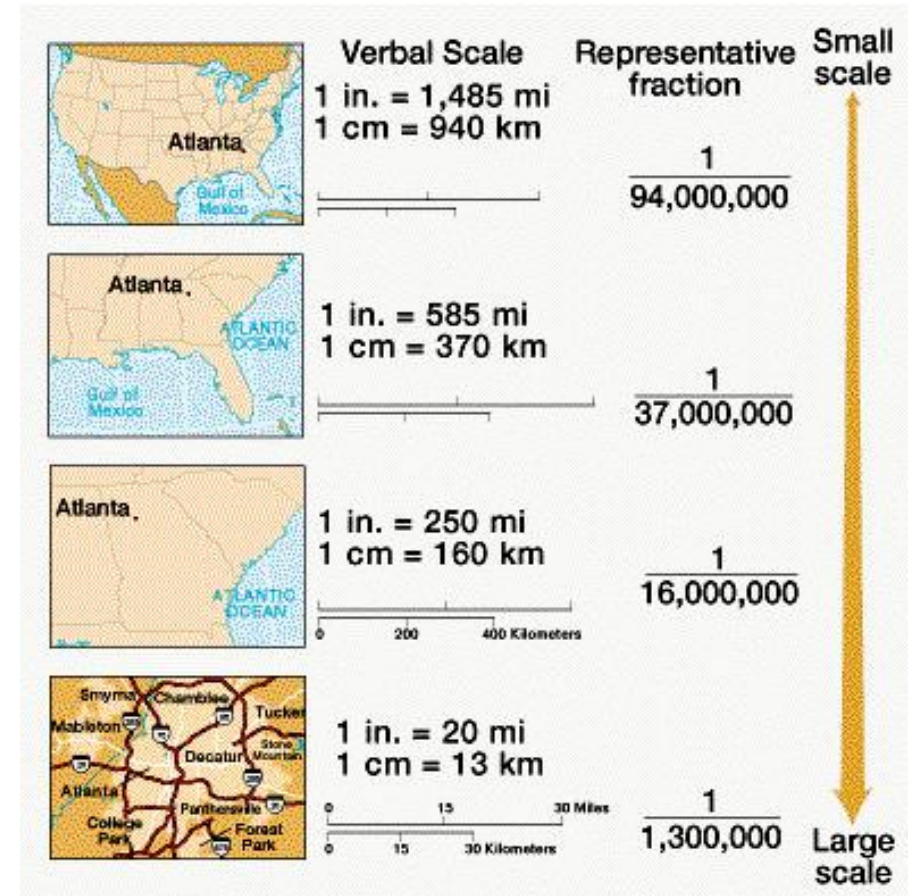 Verbal Scale
Representative
fraction
Small
scale
Atlanta
Gulf of
Mexico
1 in. = 1,485 mi
1 cm = 940 km
1
94,000,000
Atlanta
ATLANTIC
OCEAN
Gulf of
Mexico
1 in. = 585 mi
1 cm = 370 km
1
37,000,000
Atlanta
ATLANTIC
OCEAN
1 in. = 250 mi
1 cm = 160 km
0 200 400 Kilometers
1
16,000,000
Smyrna Chamblee
Tucker
Mableton
Decatur
Stone
Mountain
Atlanta
Panthersville
College
Park
Forest
Park
1 in. = 20 mi
1 cm = 13 km
0 15 30 Miles
0 15 30 Kilometers
1
1,300,000
Large
scale